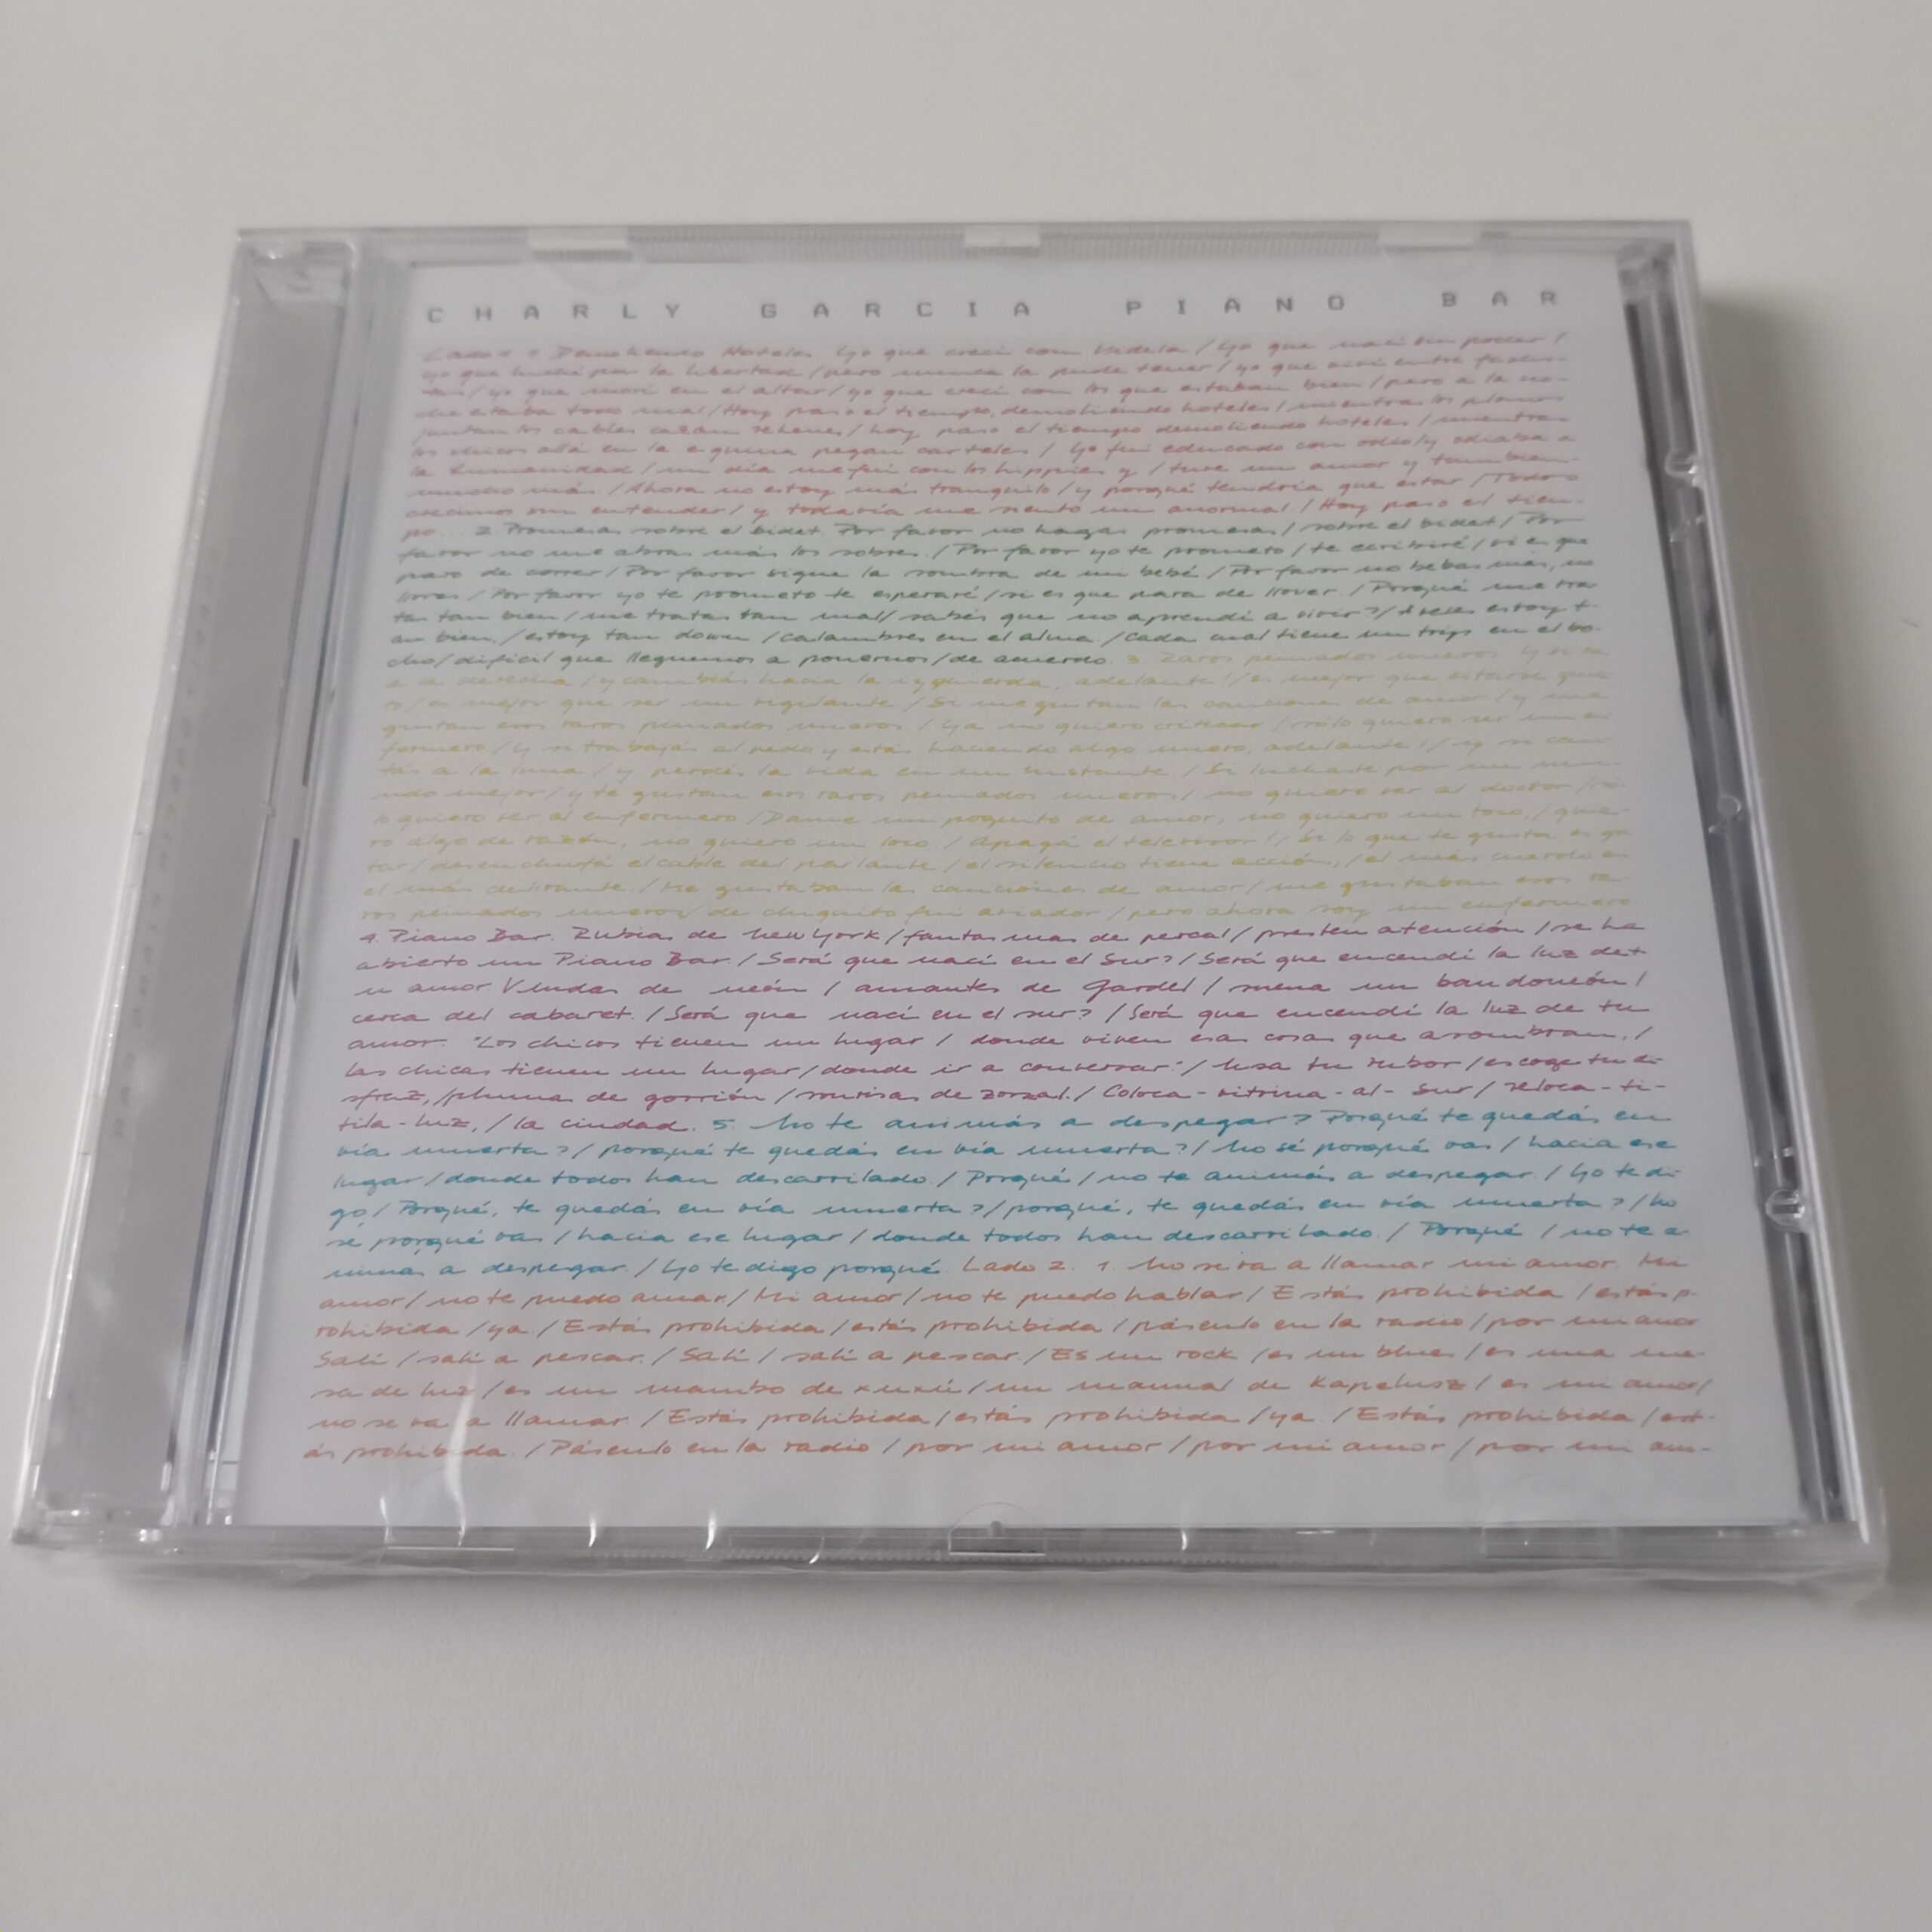 CHARLY GARCIA PIANO BAR
Lado 1 1. Demoliendo Hoteles. Yo que crecí con Videla / Yo que nací sin poder /
yo que luché por la libertad / pero nunca la pude tener / yo que viví entre fachis-
tas / yo que morí en el altar / yo que crecí con los que estaban bien / pero a la no-
che estaba todo mal / Hoy paso el tiempo, demoliendo hoteles / mientras los plomos
juntan los cables cazan rehenes / hoy paso el tiempo demoliendo hoteles / mientras
los chicos allá en la esquina pegan carteles / Yo fui educado con odio / y odiaba a
la humanidad / un día me fui con los hippies y / tuve un amor y también
mucho más. / Ahora no estoy más tranquilo / y porqué tendría que estar / Todos
crecimos sin entender / y todavía me siento un anormal / Hoy paso el tiem-
po... 2. Promesas sobre el bidet. Por favor no hagas promesas / sobre el bidet / Por
favor no me abras más los sobres. / Por favor yo te prometo / te escribiré / si es que
paro de correr / Por favor sigue la sombra de mi bebé / Por favor no bebas más, no
llores / Por favor yo te prometo te esperaré / si es que para de llover. / Porqué me tra
tas tan bien / me tratas tan mal / sabés que no aprendí a vivir? / A veces estoy t-
an bien, / estoy tan down / calambres en el alma. / Cada cual tiene un trip en el bo-
cho / difícil que lleguemos a ponernos / de acuerdo. 3. Raros peinados nuevos. Y si va
a la derecha / y cambiás hacia la izquierda, adelante! / es mejor que estarse quie
to / es mejor que ser un vigilante / Si me gustan las canciones de amor / y me
gustan esos raros peinados nuevos / Ya no quiero criticar / sólo quiero ser un en
fermero. / Y si trabajás al pedo y estás haciendo algo nuevo, adelante! / y si can
tás a la luna / y perdés la vida en un instante / Si luchaste por un mun-
do mejor / y te gustan esos raros peinados nuevos / no quiero ver al doctor / só-
lo quiero ver al enfermero / Dame un poquito de amor, no quiero un toco, / quie-
ro algo de razón, no quiero un loco. / Apagá el televisor! / Si lo que te gusta es gri
tar / desenchufá el cable del parlante / el silencio tiene acción, / el más cuerdo es
el más delirante. / Me gustaban las canciones de amor / me gustaban esos ra-
ros peinados nuevos / de chiquito fui aviador / pero ahora soy un enfermero
4. Piano Bar. Rubias de New York / fantasmas de percal / presten atención / se ha
abierto un Piano Bar. / Será que nací en el Sur? / Será que encendí la luz de t
u amor Viudas de neón / amantes de Gardel / suena un bandoneón /
cerca del cabaret. / Será que nací en el sur? / Será que encendí la luz de tu
amor. "Los chicos tienen un lugar / donde viven esa cosas que asombran, /
las chicas tienen un lugar / donde ir a conversar." / Usa tu rubor / escoge tu di-
sfraz, / pluma de gorrión / sonrisas de zorzal. / Coloca-vitrina-al-Sur / reloca-ti-
tila-luz, / la ciudad. 5. No te animás a despegar? Porqué te quedás en
vía muerta? / porqué te quedás en vía muerta? / No sé porqué vas / hacia ese
lugar / donde todos han descarrilado. / Porqué / no te animás a despegar. / Yo te di-
go / Porqué, te quedás en vía muerta? / porqué, te quedás en vía muerta? / No
sé porqué vas / hacia ese lugar / donde todos han descarrilado. / Porqué / no te a-
nimas a despegar. / Yo te digo porqué. Lado 2. 1. No se va a llamar mi amor. Mi
amor / no te puedo amar. / Mi amor / no te puedo hablar / Estás prohibida / estás p-
rohibida / ya. / Estás prohibida / estás prohibida / pásenlo en la radio / por mi amor
Salí / salí a pescar. / Salí / salí a pescar. / Es un rock / es un blues / es una me-
sa de luz / es un mambo de xuxú / un manual de Kapelusz / es mi amor /
no se va a llamar. / Estás prohibida / estás prohibida / ya. / Estás prohibida / est-
ás prohibida. / Pásenlo en la radio / por mi amor / por mi amor / por mi am-